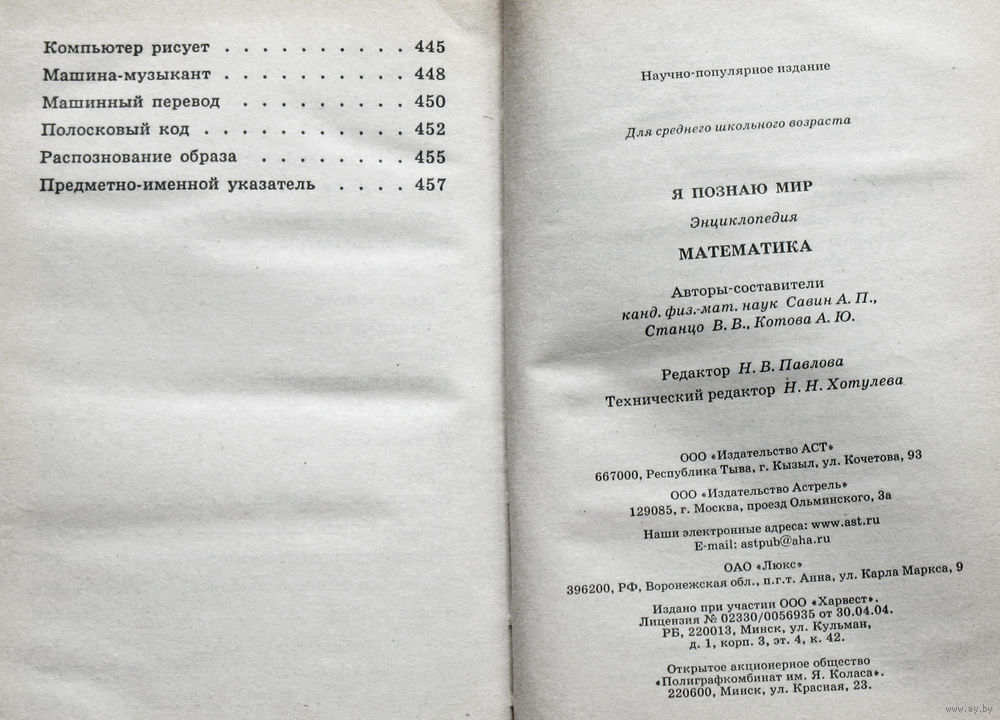 Компьютер рисует . . . . . . . . . . 445
Машина-музыкант . . . . . . . . . . 448
Машинный перевод . . . . . . . . . 450
Полосковый код . . . . . . . . . . . 452
Распознование образа . . . . . . . . 455
Предметно-именной указатель . . . . 457
Научно-популярное издание
Для среднего школьного возраста
Я ПОЗНАЮ МИР
Энциклопедия
МАТЕМАТИКА
Авторы-составители
канд. физ.-мат. наук Савин А. П.,
Станцо В. В., Котова А. Ю.
Редактор Н. В. Павлова
Технический редактор Н. Н. Хотулева
ООО «Издательство АСТ»
667000, Республика Тыва, г. Кызыл, ул. Кочетова, 93
ООО «Издательство Астрель»
129085, г. Москва, проезд Ольминского, 3а
Наши электронные адреса: www.ast.ru
E-mail: astpub@aha.ru
ОАО «Люкс»
396200, РФ, Воронежская обл., п.г.т. Анна, ул. Карла Маркса, 9
Издано при участии ООО «Харвест».
Лицензия № 02330/0056935 от 30.04.04.
РБ, 220013, Минск, ул. Кульман,
д. 1, корп. 3, эт. 4, к. 42.
Открытое акционерное общество
«Полиграфкомбинат им. Я. Коласа».
220600, Минск, ул. Красная, 23.
www.ay.by